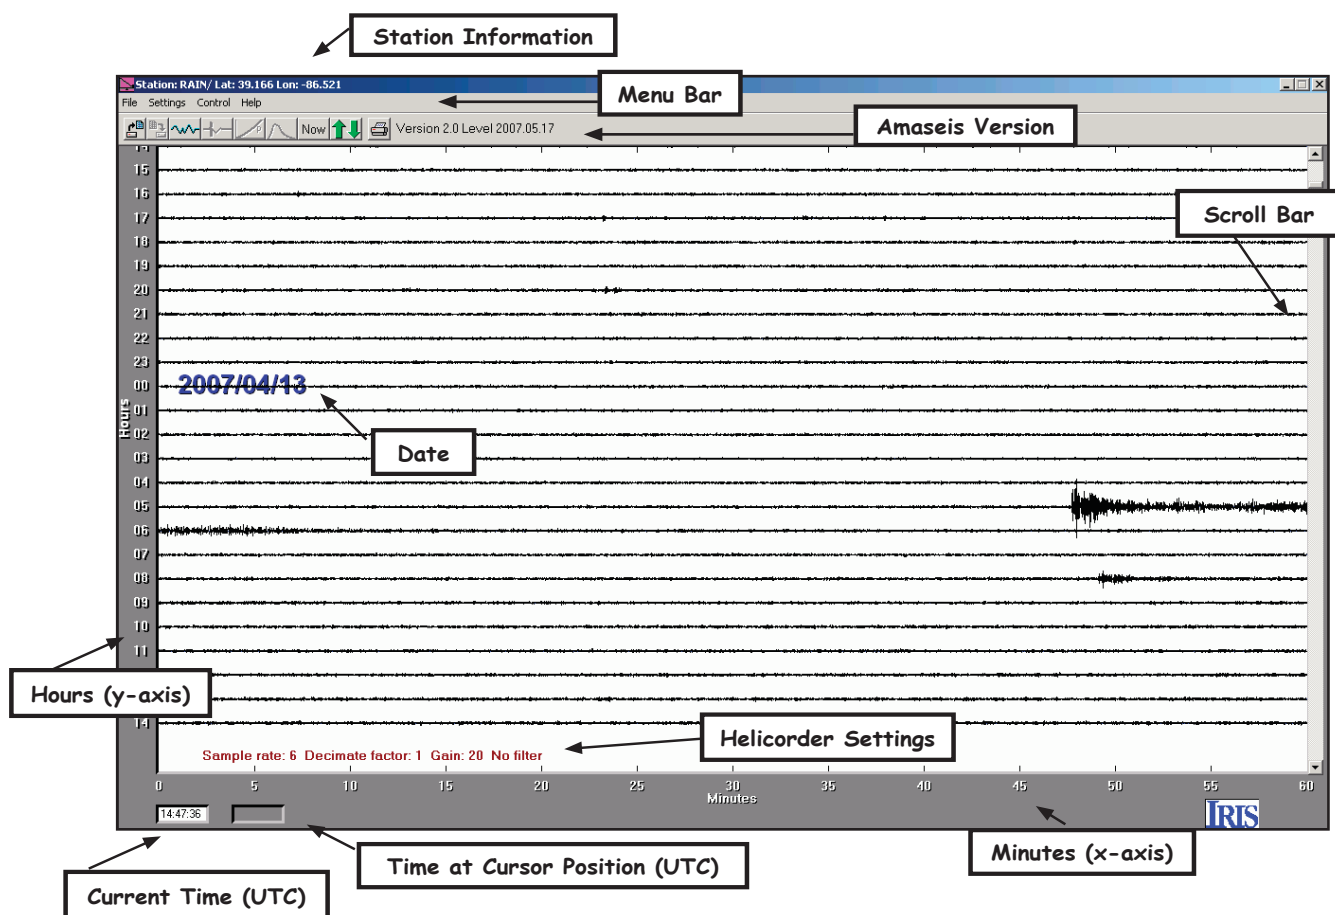 Station Information
Station: RAIN/ Lat: 39.166 Lon: -86.521
File Settings Control Help
Menu Bar
Now
Version 2.0 Level 2007.05.17
Amaseis Version
14
15
16
17
Scroll Bar
18
19
20
21
22
23
00
2007/04/13
01
Hours
02
Date
03
04
05
06
07
08
09
10
11
Hours (y-axis)
14
Helicorder Settings
Sample rate: 6 Decimate factor: 1 Gain: 20 No filter
0 5 10 15 20 25 30 35 40 45 50 55 60
Minutes
14:47:36
IRIS
Minutes (x-axis)
Time at Cursor Position (UTC)
Current Time (UTC)